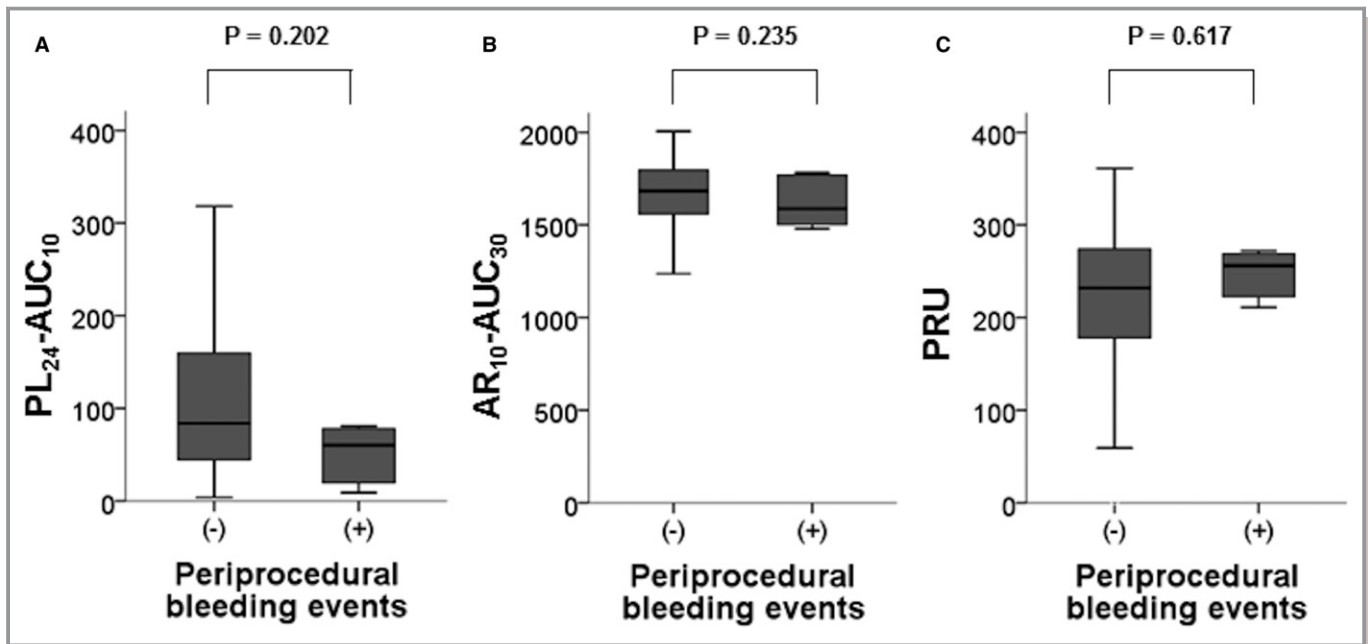 A
P = 0.202
400
300
200
100
0
PL24-AUC10
(-)
(+)
Periprocedural
bleeding events
B
P = 0.235
2000
1500
1000
500
0
AR10-AUC30
(-)
(+)
Periprocedural
bleeding events
C
P = 0.617
400
300
200
100
0
PRU
(-)
(+)
Periprocedural
bleeding events